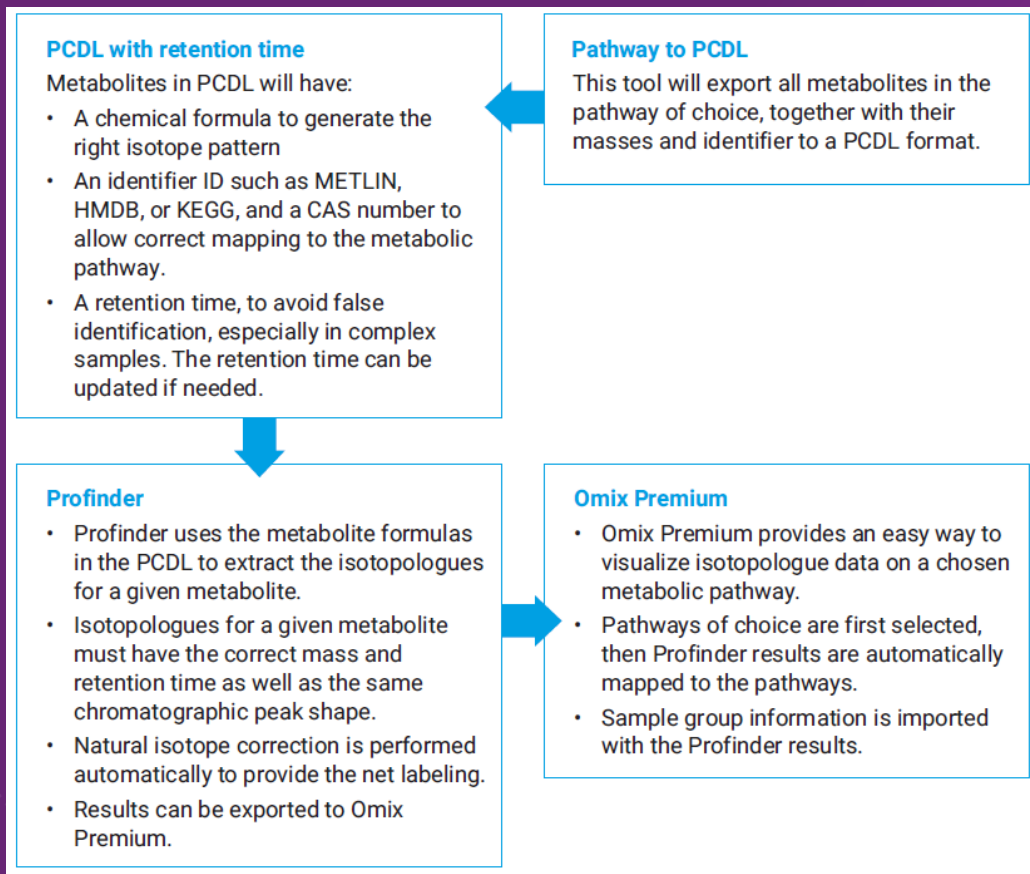 PCDL with retention time
Metabolites in PCDL will have:
• A chemical formula to generate the
right isotope pattern
• An identifier ID such as METLIN,
HMDB, or KEGG, and a CAS number to
allow correct mapping to the metabolic
pathway.
• A retention time, to avoid false
identification, especially in complex
samples. The retention time can be
updated if needed.
Pathway to PCDL
This tool will export all metabolites in the
pathway of choice, together with their
masses and identifier to a PCDL format.
Profinder
• Profinder uses the metabolite formulas
in the PCDL to extract the isotopologues
for a given metabolite.
• Isotopologues for a given metabolite
must have the correct mass and
retention time as well as the same
chromatographic peak shape.
• Natural isotope correction is performed
automatically to provide the net labeling.
• Results can be exported to Omix
Premium.
Omix Premium
• Omix Premium provides an easy way to
visualize isotopologue data on a chosen
metabolic pathway.
• Pathways of choice are first selected,
then Profinder results are automatically
mapped to the pathways.
• Sample group information is imported
with the Profinder results.